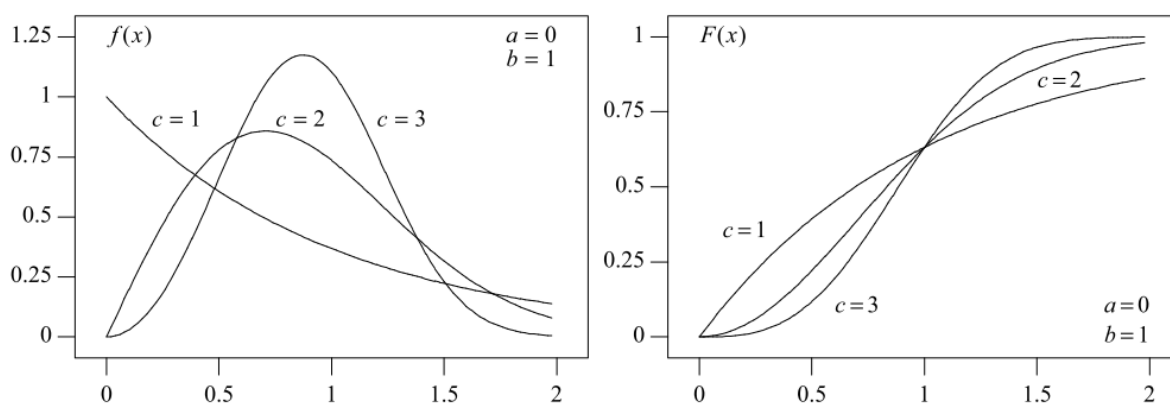 1.25
f(x)
a = 0
b = 1
1
c = 1
c = 2
c = 3
0.75
0.5
0.25
0
0
0.5
1
1.5
2
1
F(x)
c = 2
0.75
0.5
c = 1
0.25
c = 3
a = 0
b = 1
0
0
0.5
1
1.5
2